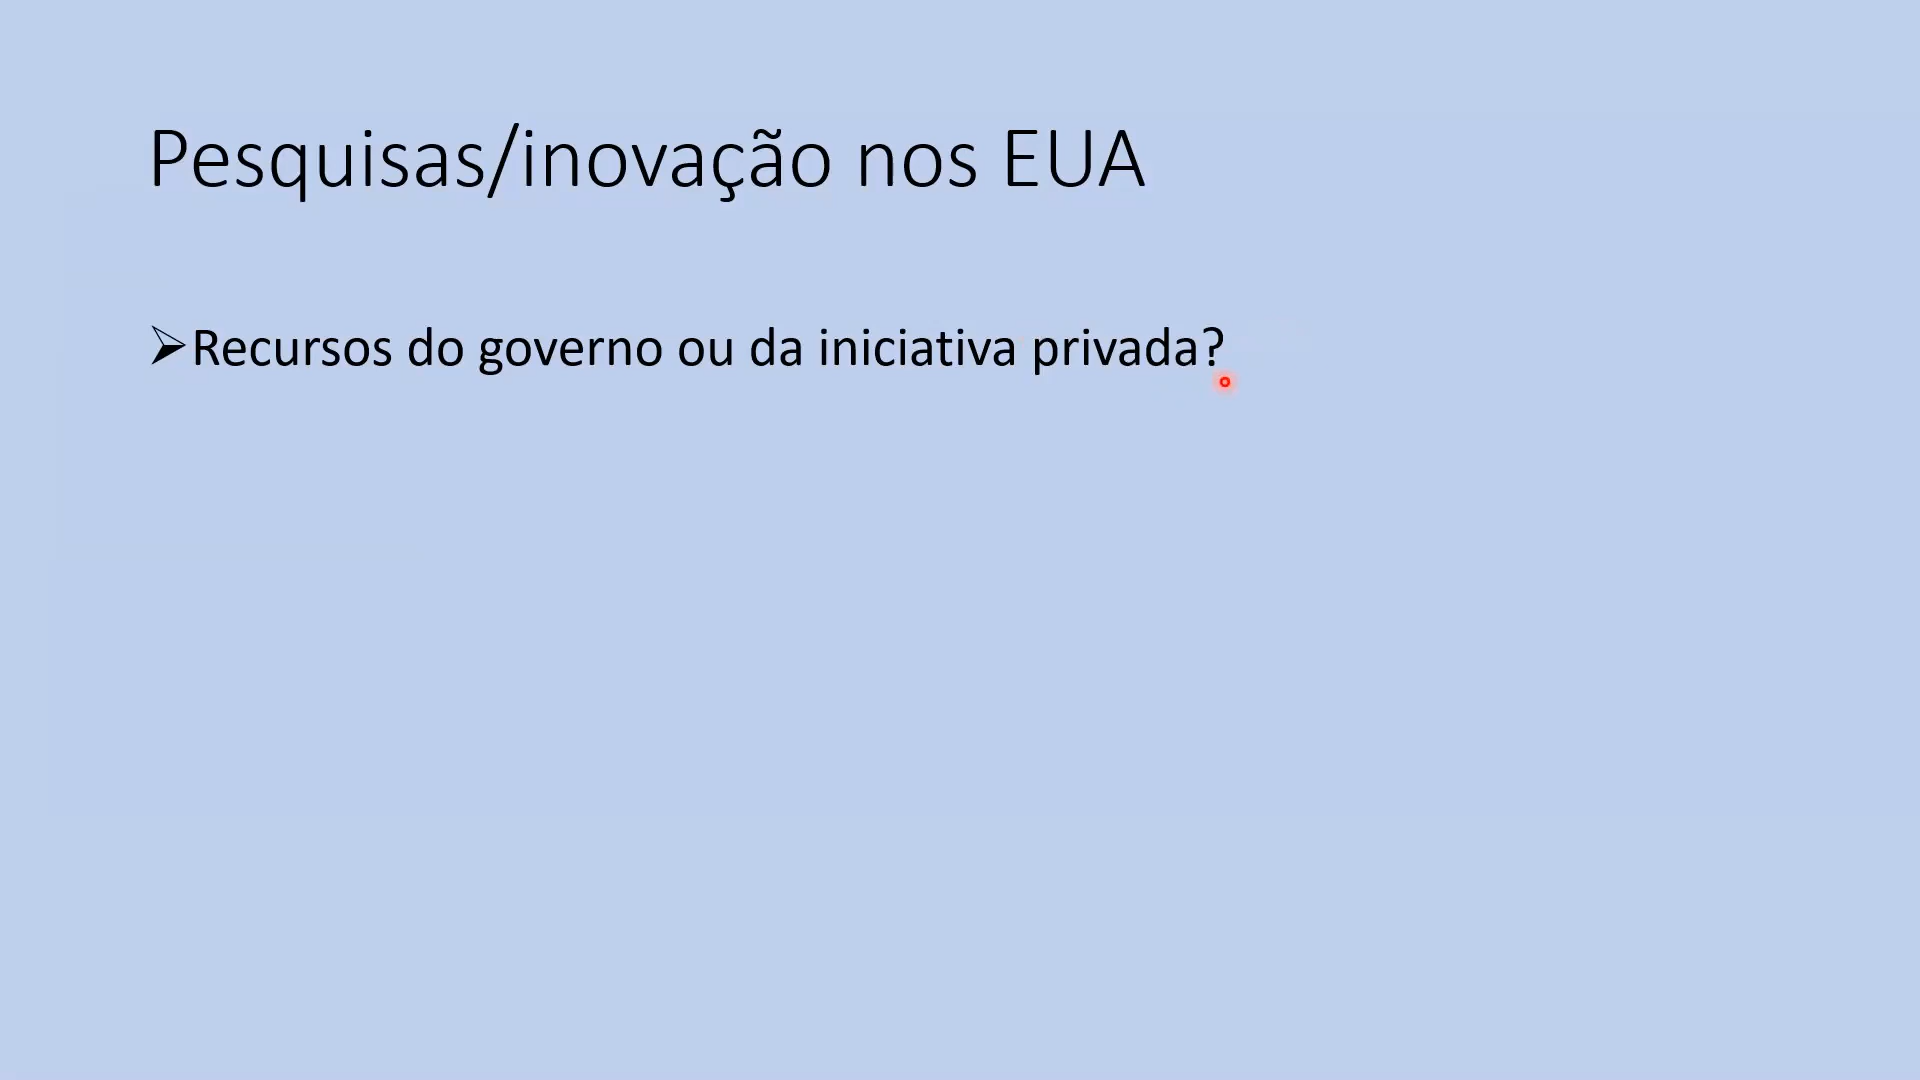 Pesquisas/inovação nos EUA
➢Recursos do governo ou da iniciativa privada?